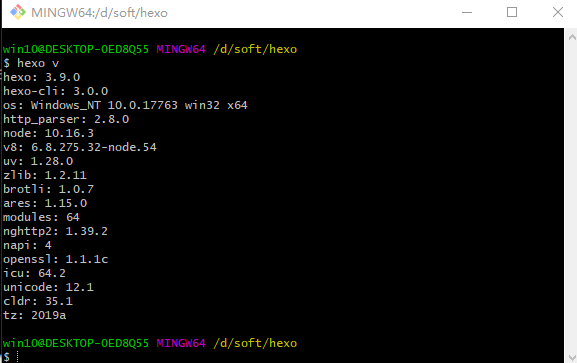 MINGW64:/d/soft/hexo
win10@DESKTOP-OED8Q55 MINGW64 /d/soft/hexo
$ hexo v
hexo: 3.9.0
hexo-cli: 3.0.0
os: Windows_NT 10.0.17763 win32 x64
http_parser: 2.8.0
node: 10.16.3
v8: 6.8.275.32-node.54
uv: 1.28.0
zlib: 1.2.11
brotli: 1.0.7
ares: 1.15.0
modules: 64
nghttp2: 1.39.2
napi: 4
openssl: 1.1.1c
icu: 64.2
unicode: 12.1
cldr: 35.1
tz: 2019a
win10@DESKTOP-OED8Q55 MINGW64 /d/soft/hexo
$